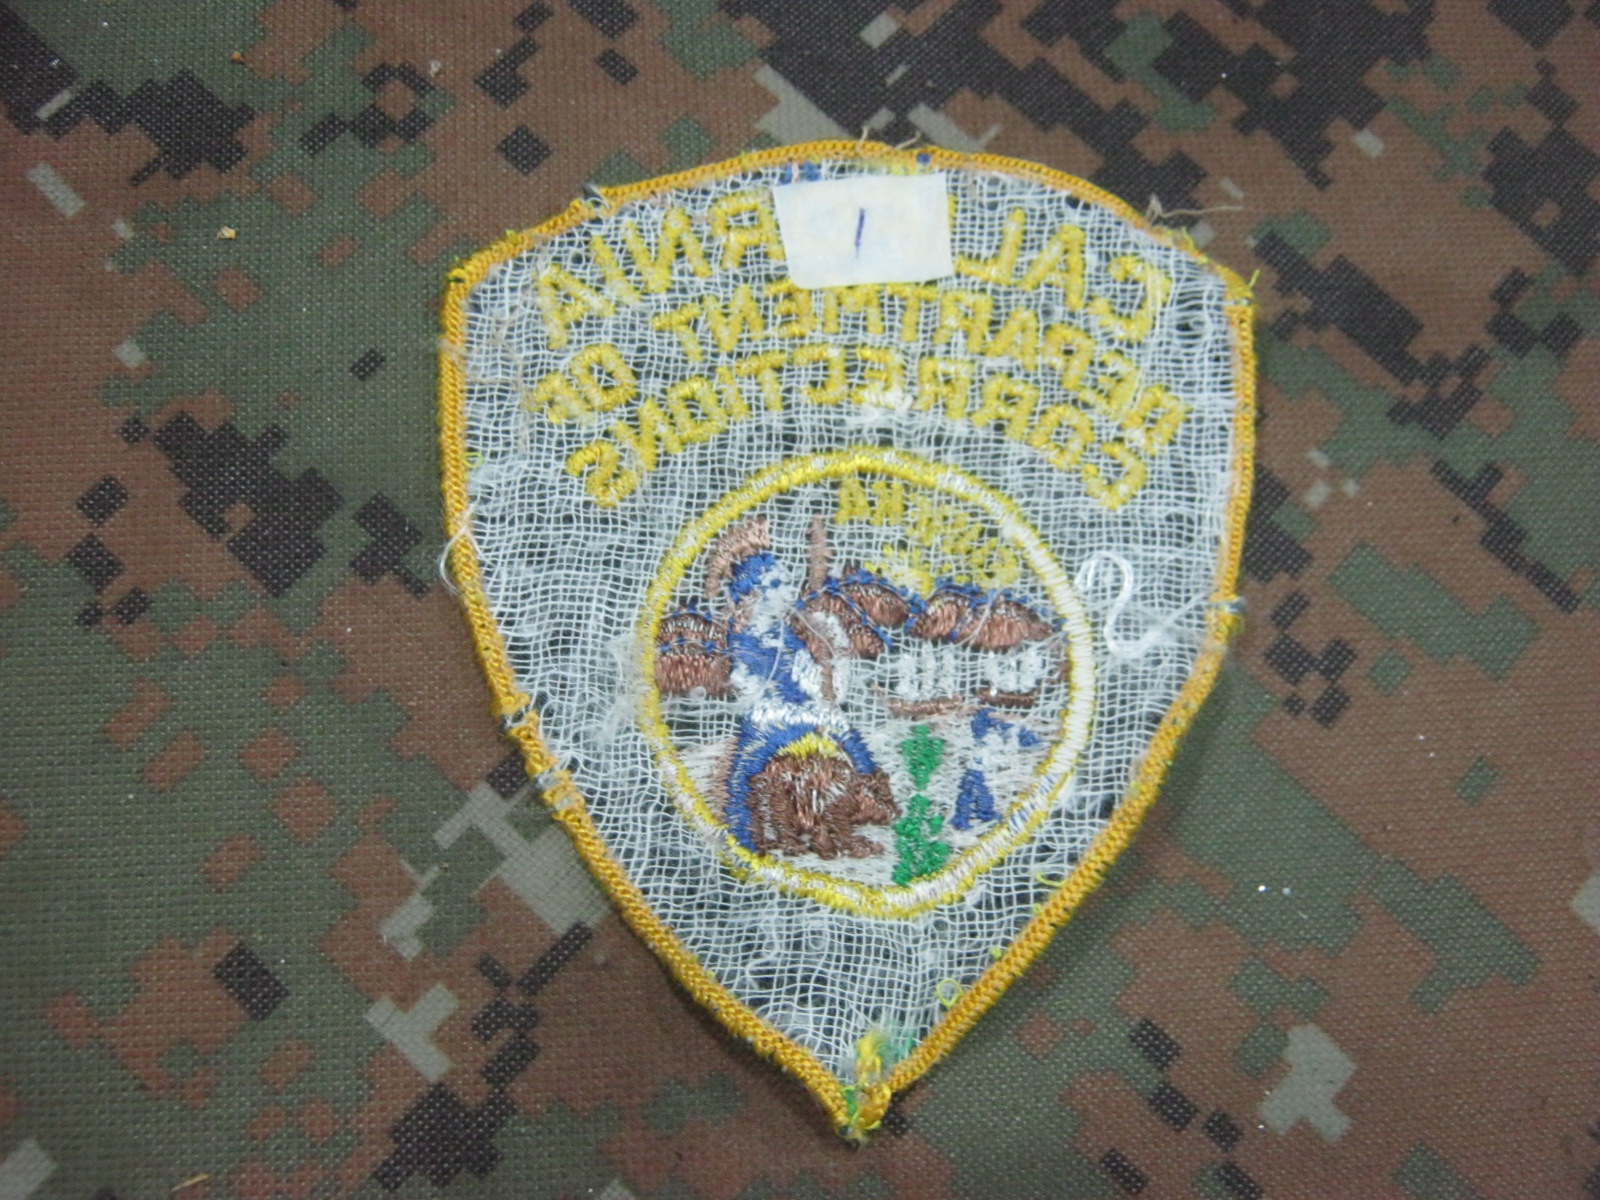 1
CAL RNIA
DEPARTMENT OF
CORRECTIONS
EUREKA